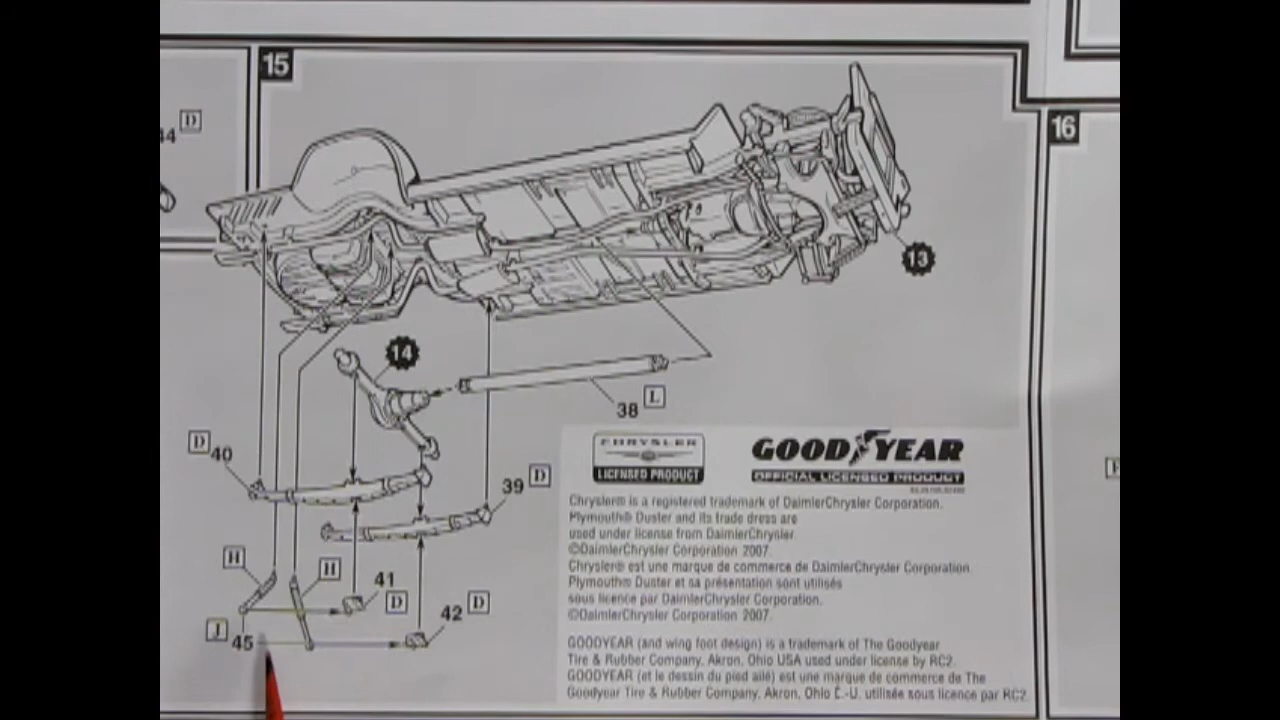 15
44 D
16
13
14
38 L
D
40
39 D
H
H
41
D
42 D
J
45
CHRYSLER
LICENSED PRODUCT
GOODYEAR
OFFICIAL LICENSED PRODUCT
Chrysler® is a registered trademark of DaimlerChrysler Corporation.
Plymouth® Duster and its trade dress are
used under license from DaimlerChrysler.
©DaimlerChrysler Corporation 2007.
Chrysler® est une marque de commerce de DaimlerChrysler Corporation.
Plymouth® Duster et sa présentation sont utilisés
sous licence par DaimlerChrysler Corporation.
©DaimlerChrysler Corporation 2007.
GOODYEAR (and wing foot design) is a trademark of The Goodyear
Tire & Rubber Company, Akron, Ohio USA used under license by RC2.
GOODYEAR (et le dessin du pied ailé) est une marque de commerce de The
Goodyear Tire & Rubber Company, Akron, Ohio É.-U. utilisée sous licence par RC2.